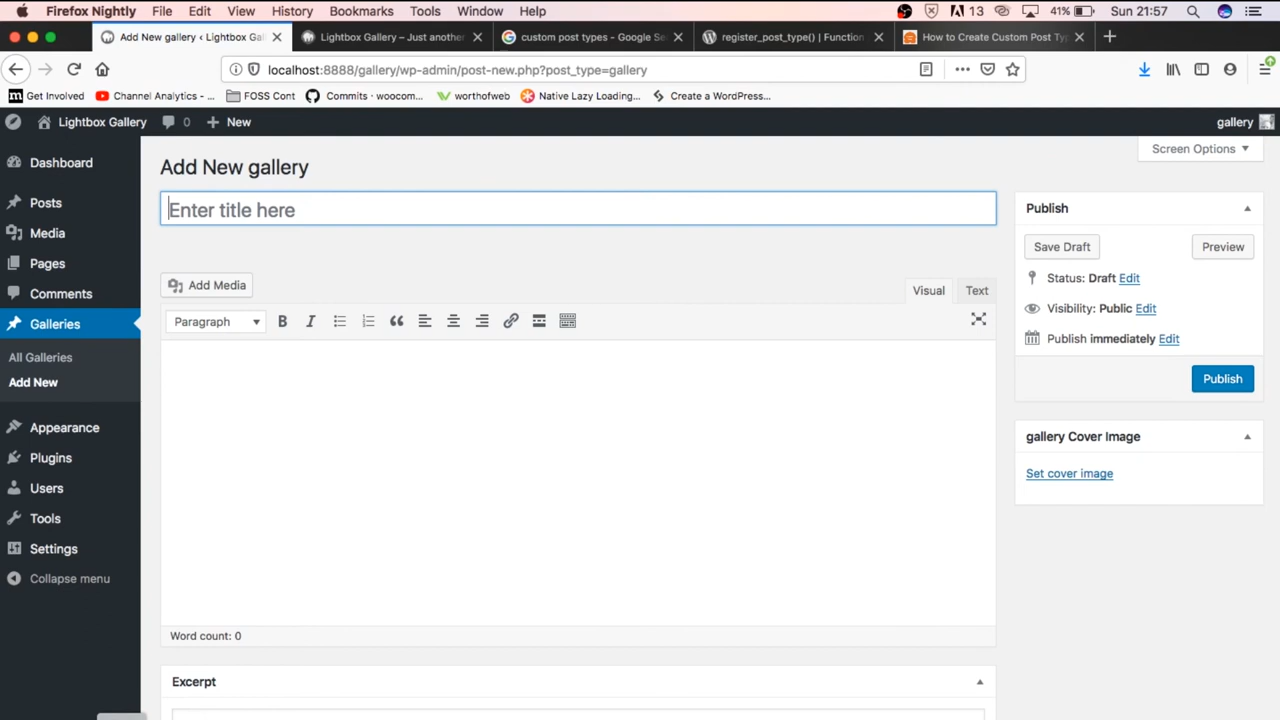 Firefox Nightly File Edit View History Bookmarks Tools Window Help 13 41% Sun 21:57
Add New gallery ‹ Lightbox Gal Lightbox Gallery – Just another custom post types - Google Se register_post_type() | Function How to Create Custom Post Typ
localhost:8888/gallery/wp-admin/post-new.php?post_type=gallery
Get Involved Channel Analytics - ... FOSS Cont Commits · woocom... worthofweb Native Lazy Loading... Create a WordPress...
Lightbox Gallery 0 New gallery
Screen Options
Dashboard
Posts
Media
Pages
Comments
Galleries
All Galleries
Add New
Appearance
Plugins
Users
Tools
Settings
Collapse menu
Add New gallery
Enter title here
Add Media
Visual Text
Paragraph B I
Word count: 0
Excerpt
Publish
Save Draft Preview
Status: Draft Edit
Visibility: Public Edit
Publish immediately Edit
Publish
gallery Cover Image
Set cover image